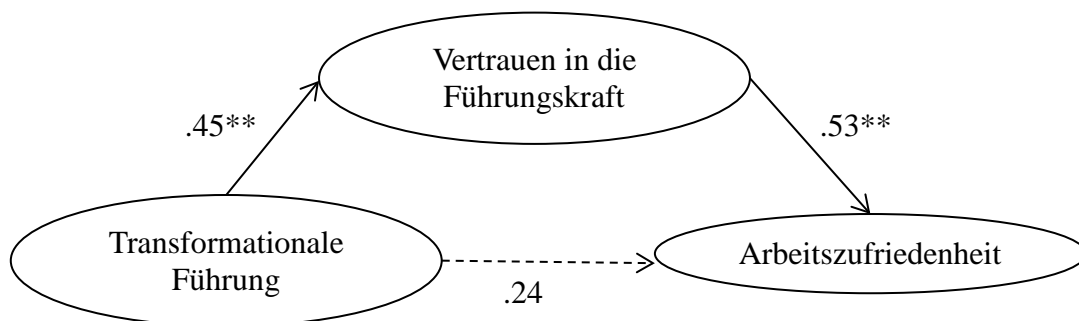 Vertrauen in die
Führungskraft
.45**
.53**
Transformationale
Führung
Arbeitszufriedenheit
.24